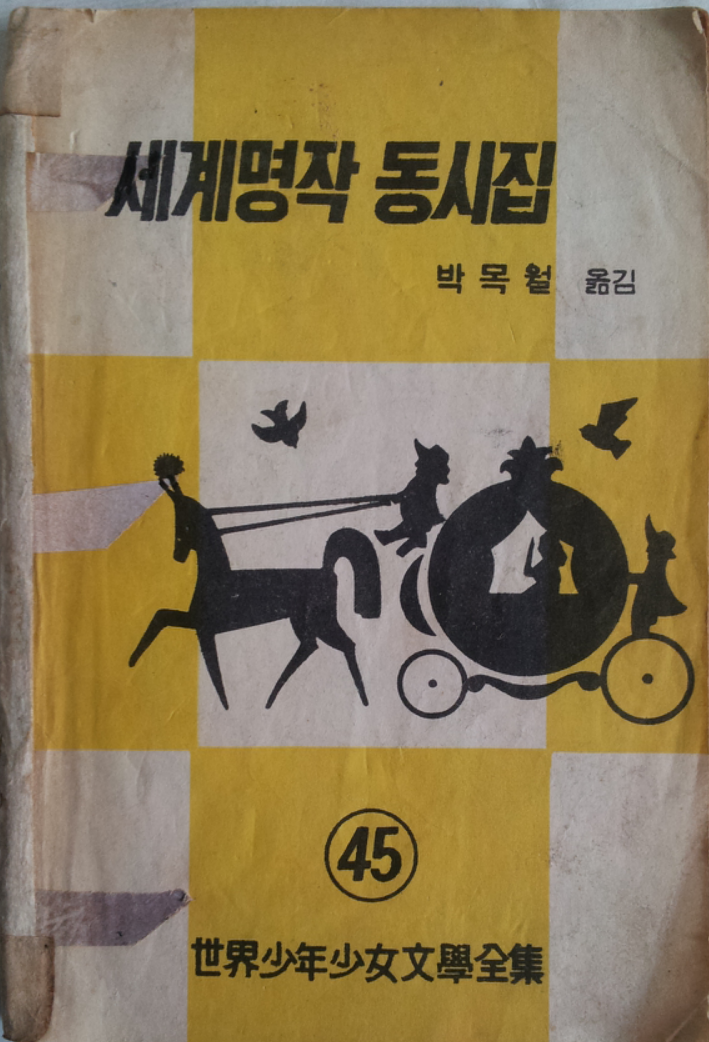 세계명작 동시집
박목월 옮김
45
世界少年少女文學全集